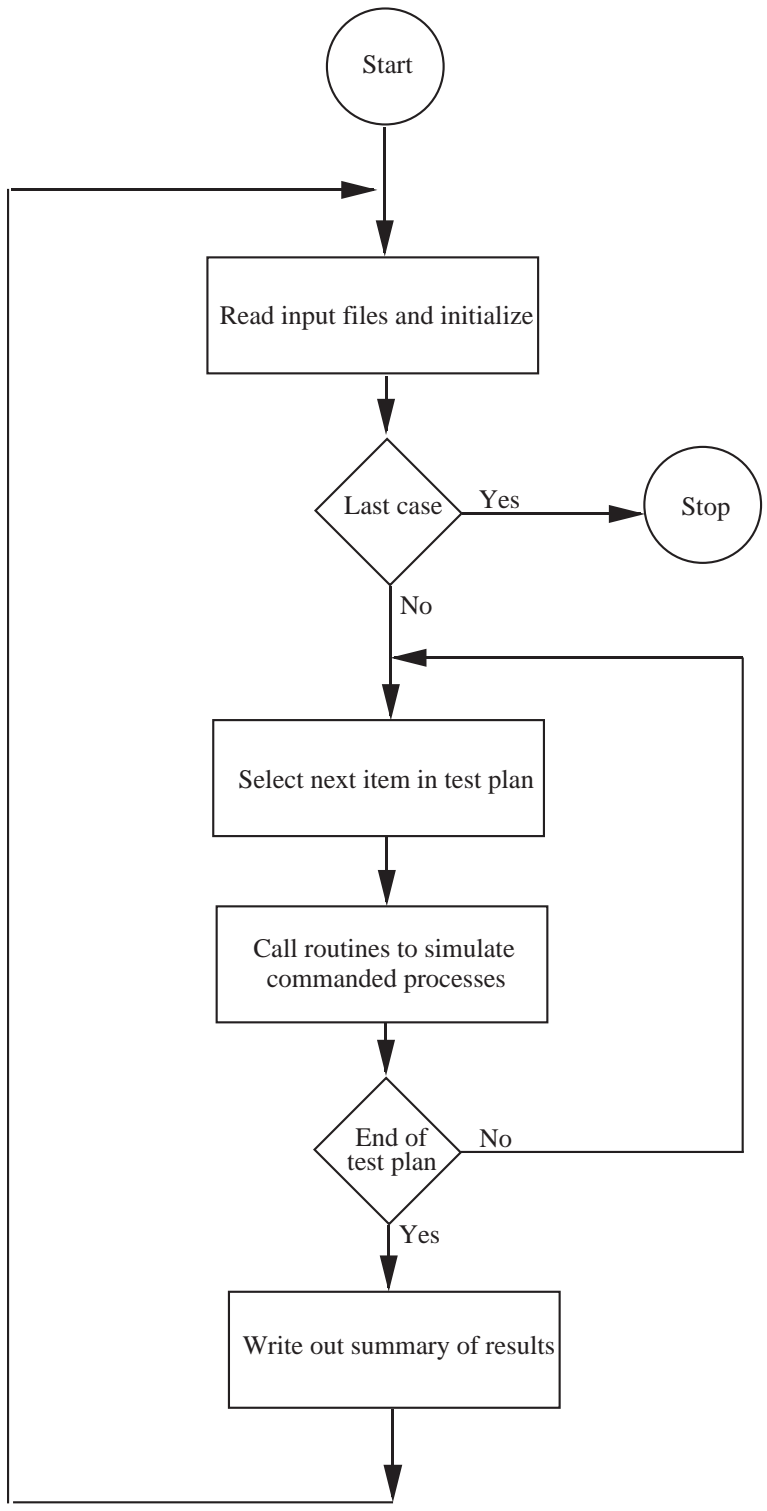 Start
Read input files and initialize
Last case
Yes
Stop
No
Select next item in test plan
Call routines to simulate
commanded processes
End of
test plan
No
Yes
Write out summary of results